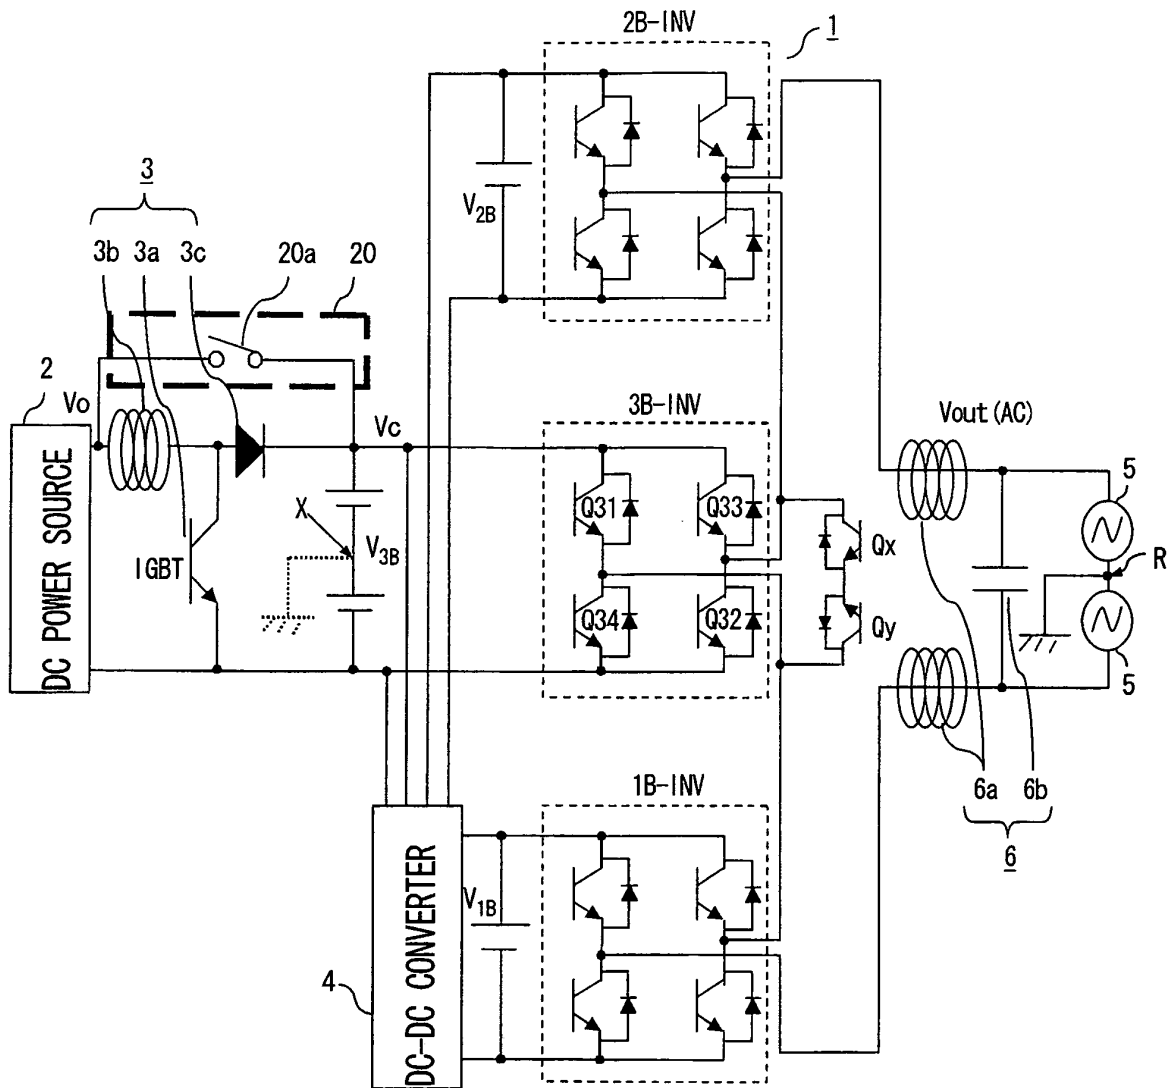 2B-INV
1
3
V2B
3b
3a
3c
20a
20
2
Vo
Vc
3B-INV
Vout(AC)
DC POWER SOURCE
X
IGBT
V3B
Q31
Q33
Q34
Q32
Qx
Qy
5
R
5
1B-INV
6a
6b
6
V1B
4
DC-DC CONVERTER